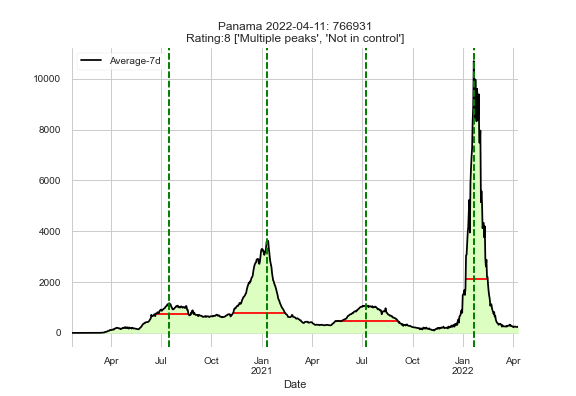 Panama 2022-04-11: 766931
Rating:8 ['Multiple peaks', 'Not in control']
Average-7d
10000
8000
6000
4000
2000
0
Apr
Jul
Oct
Jan
2021
Apr
Jul
Oct
Jan
2022
Apr
Date